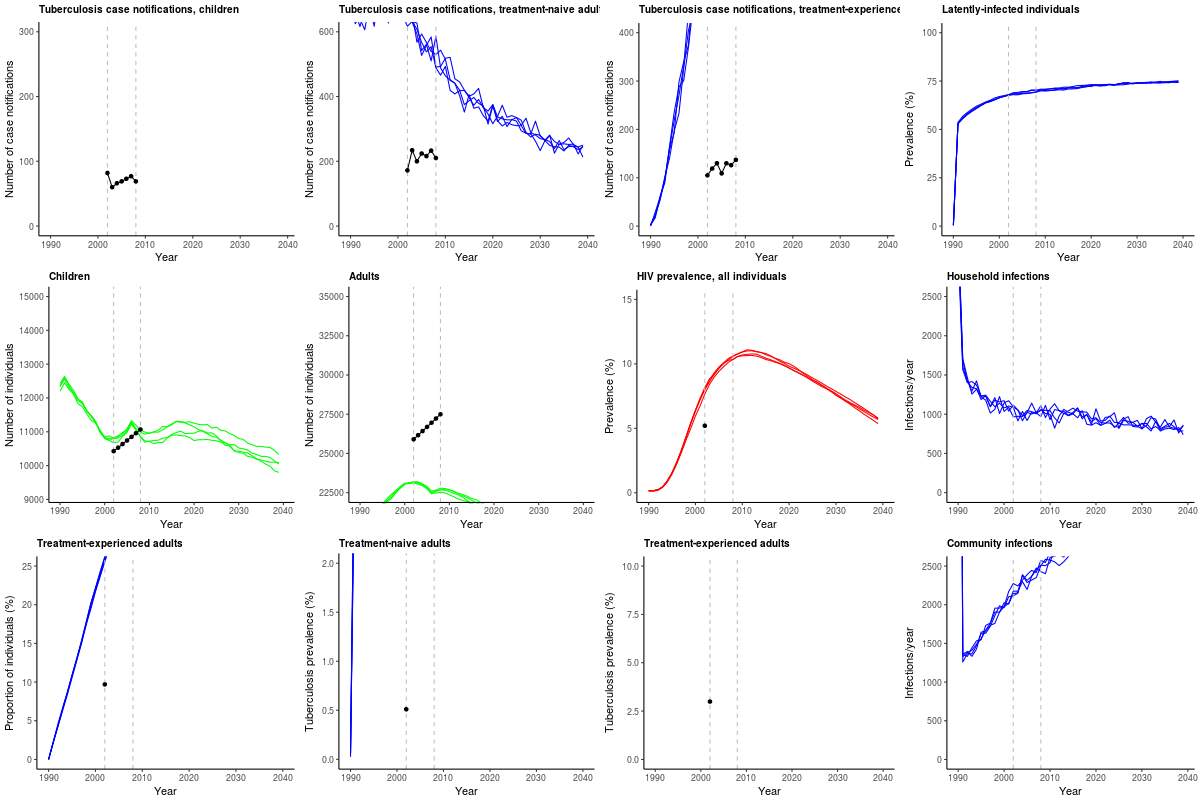 Tuberculosis case notifications, children
Number of case notifications
300
200
100
0
1990 2000 2010 2020 2030 2040
Year
Tuberculosis case notifications, treatment-naive adul
Number of case notifications
600
400
200
0
1990 2000 2010 2020 2030 2040
Year
Tuberculosis case notifications, treatment-experience
Number of case notifications
400
300
200
100
0
1990 2000 2010 2020 2030 2040
Year
Latently-infected individuals
Prevalence (%)
100
75
50
25
0
1990 2000 2010 2020 2030 2040
Year
Children
Number of individuals
15000
14000
13000
12000
11000
10000
9000
1990 2000 2010 2020 2030 2040
Year
Adults
Number of individuals
35000
32500
30000
27500
25000
22500
1990 2000 2010 2020 2030 2040
Year
HIV prevalence, all individuals
Prevalence (%)
15
10
5
0
1990 2000 2010 2020 2030 2040
Year
Household infections
Infections/year
2500
2000
1500
1000
500
0
1990 2000 2010 2020 2030 2040
Year
Treatment-experienced adults
Proportion of individuals (%)
25
20
15
10
5
0
1990 2000 2010 2020 2030 2040
Year
Treatment-naive adults
Tuberculosis prevalence (%)
2.0
1.5
1.0
0.5
0.0
1990 2000 2010 2020 2030 2040
Year
Treatment-experienced adults
Tuberculosis prevalence (%)
10.0
7.5
5.0
2.5
0.0
1990 2000 2010 2020 2030 2040
Year
Community infections
Infections/year
2500
2000
1500
1000
500
0
1990 2000 2010 2020 2030 2040
Year